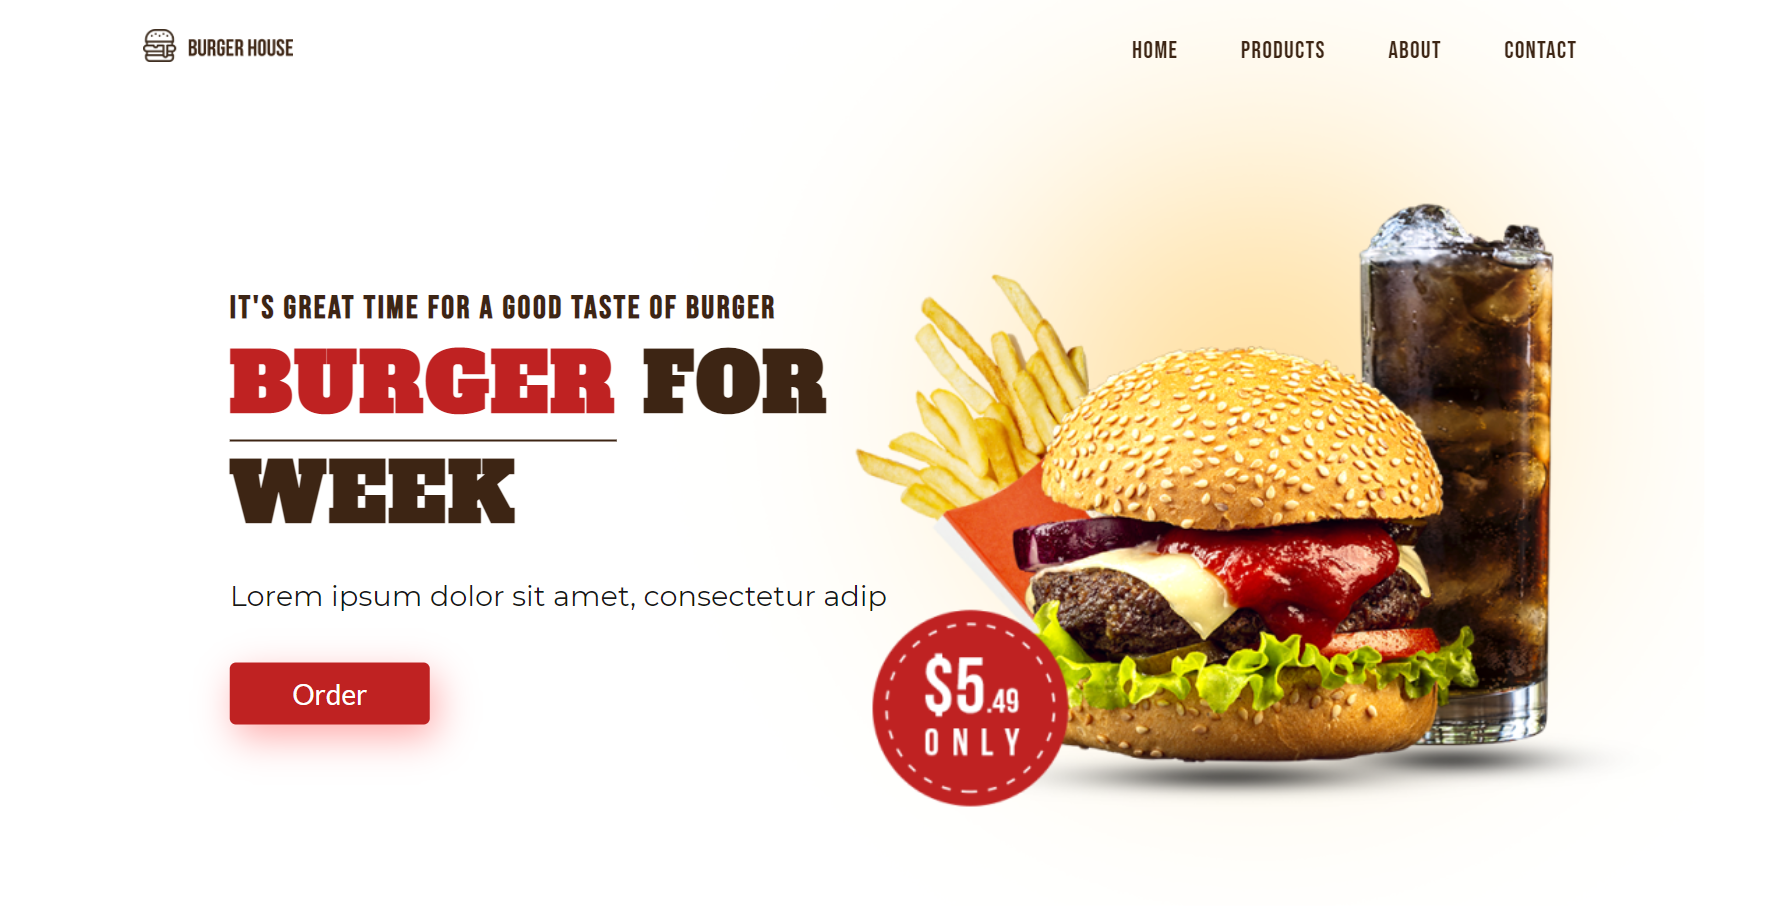 BURGER HOUSE
HOME PRODUCTS ABOUT CONTACT
IT'S GREAT TIME FOR A GOOD TASTE OF BURGER
BURGER FOR
WEEK
Lorem ipsum dolor sit amet, consectetur adip
Order
$5.49
ONLY